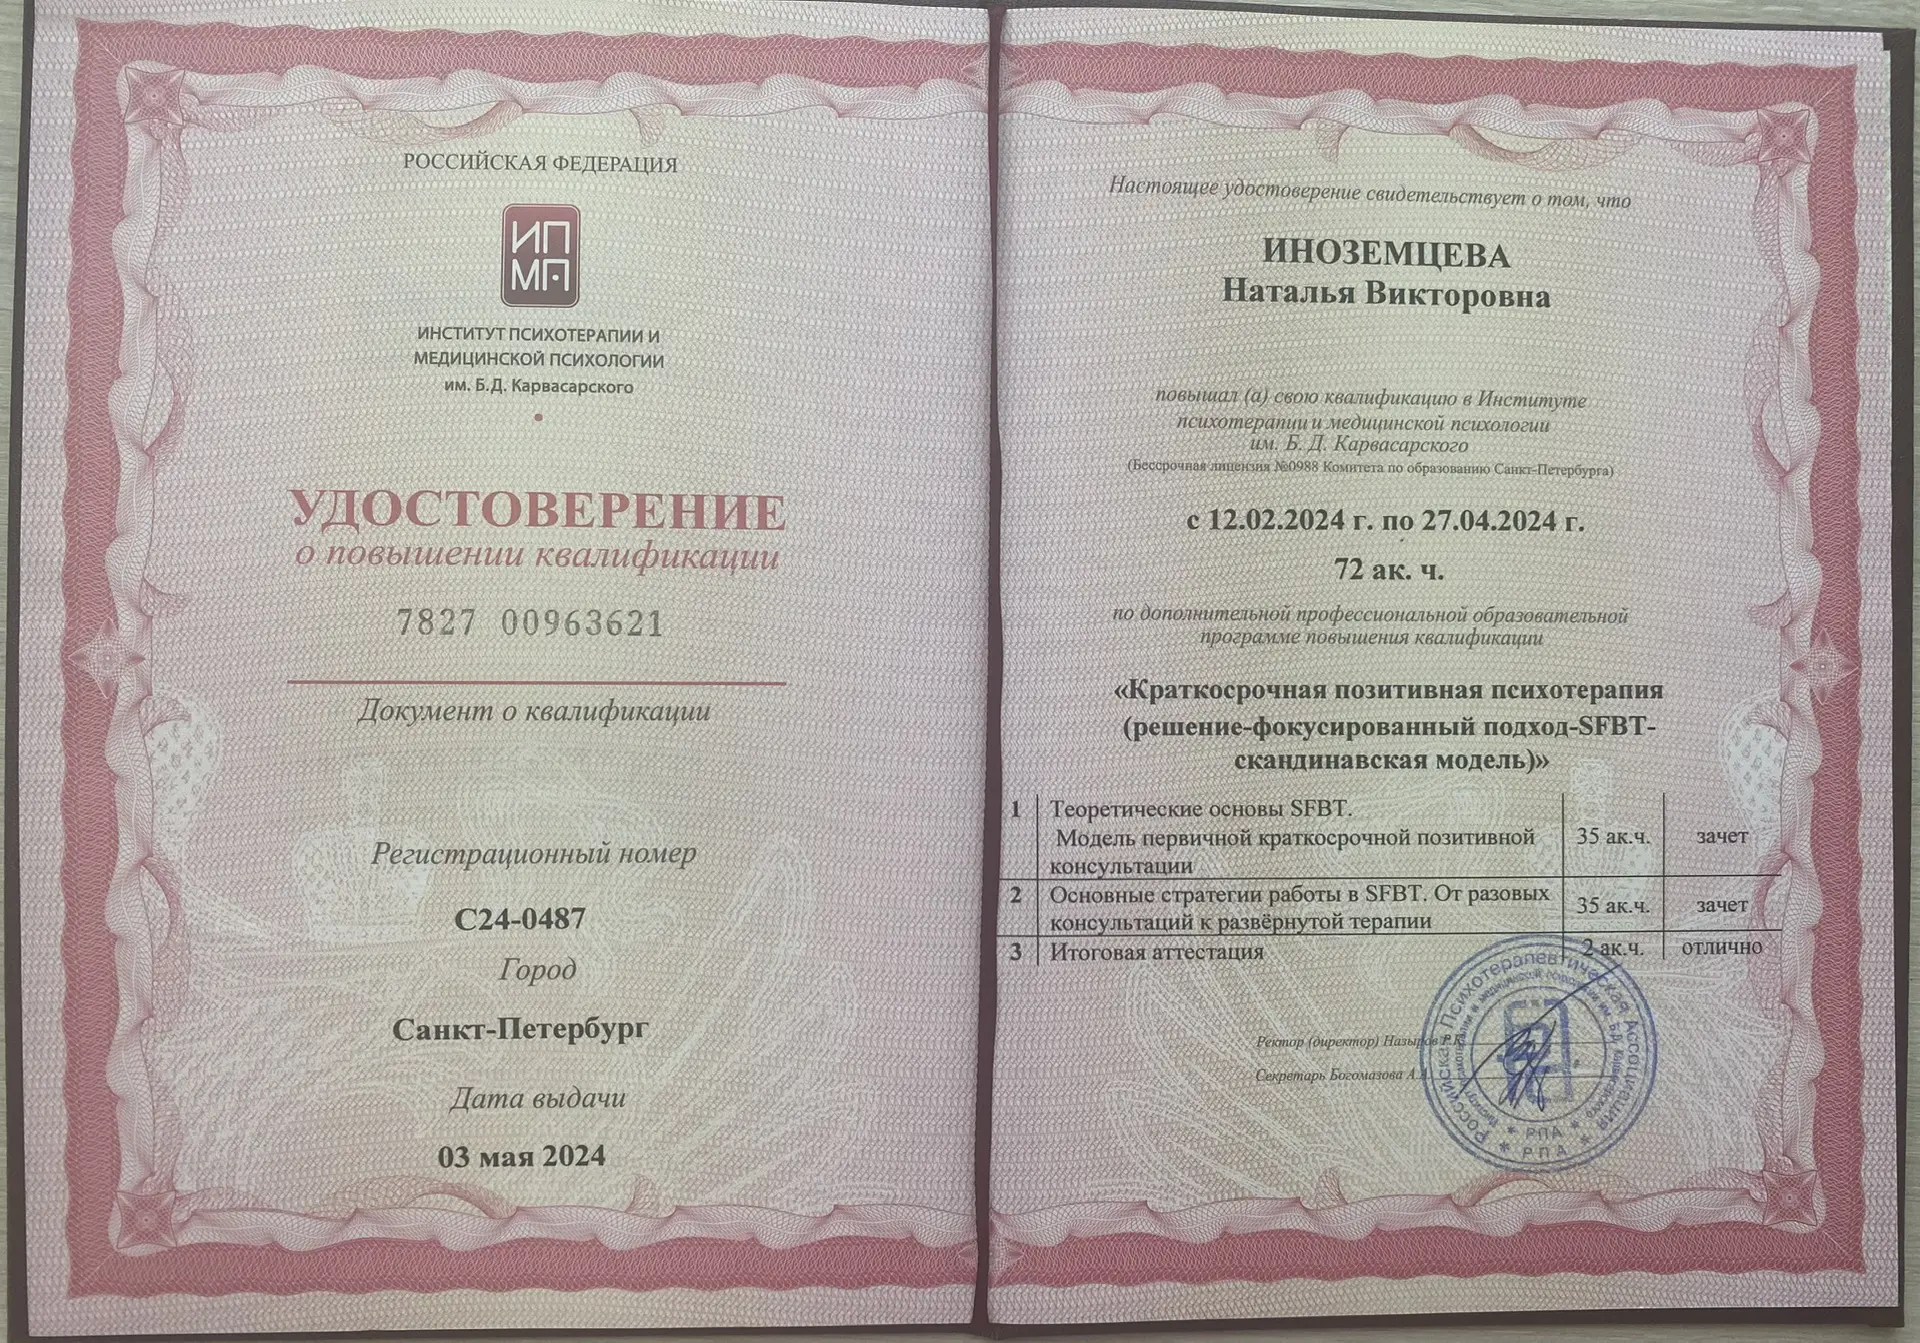 РОССИЙСКАЯ ФЕДЕРАЦИЯ
ИП
МП
ИНСТИТУТ ПСИХОТЕРАПИИ И
МЕДИЦИНСКОЙ ПСИХОЛОГИИ
им. Б.Д. Карвасарского
УДОСТОВЕРЕНИЕ
о повышении квалификации
7827 00963621
Документ о квалификации
Регистрационный номер
С24-0487
Город
Санкт-Петербург
Дата выдачи
03 мая 2024
Настоящее удостоверение свидетельствует о том, что
ИНОЗЕМЦЕВА
Наталья Викторовна
повышал (а) свою квалификацию в Институте
психотерапии и медицинской психологии
им. Б. Д. Карвасарского
(Бессрочная лицензия №0988 Комитета по образованию Санкт-Петербурга)
с 12.02.2024 г. по 27.04.2024 г.
72 ак. ч.
по дополнительной профессиональной образовательной
программе повышения квалификации
«Краткосрочная позитивная психотерапия
(решение-фокусированный подход-SFBT-
скандинавская модель)»
1 Теоретические основы SFBT.
Модель первичной краткосрочной позитивной 35 ак.ч. зачет
консультации
2 Основные стратегии работы в SFBT. От разовых 35 ак.ч. зачет
консультаций к развёрнутой терапии
3 Итоговая аттестация 2 ак.ч. отлично
Ректор (директор) Назыров Р.К.
Секретарь Богомазова А.А.
Российская Психотерапевтическая Ассоциация
РПА
РПА